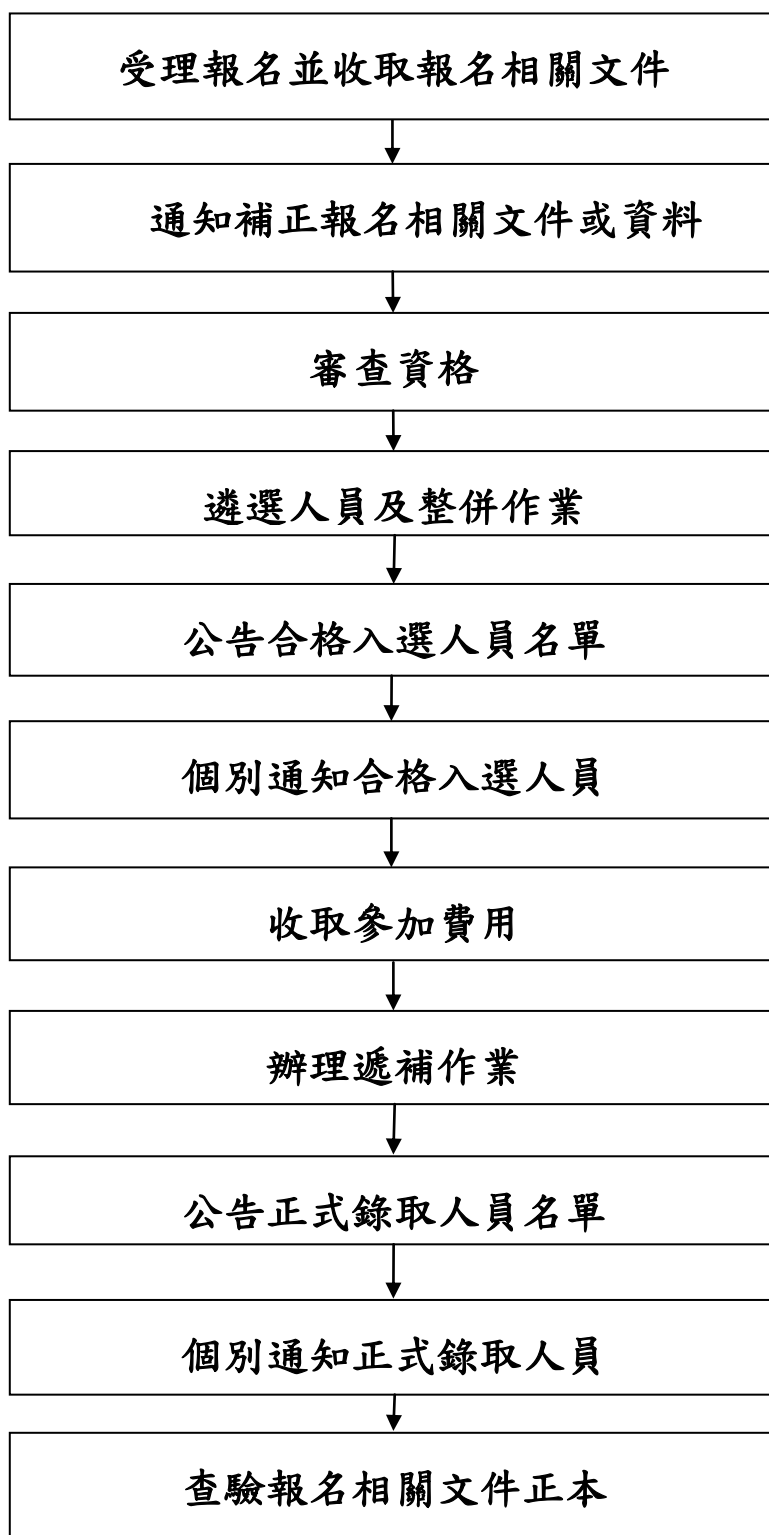 受理報名並收取報名相關文件
通知補正報名相關文件或資料
審查資格
遴選人員及整併作業
公告合格入選人員名單
個別通知合格入選人員
收取參加費用
辦理遞補作業
公告正式錄取人員名單
個別通知正式錄取人員
查驗報名相關文件正本